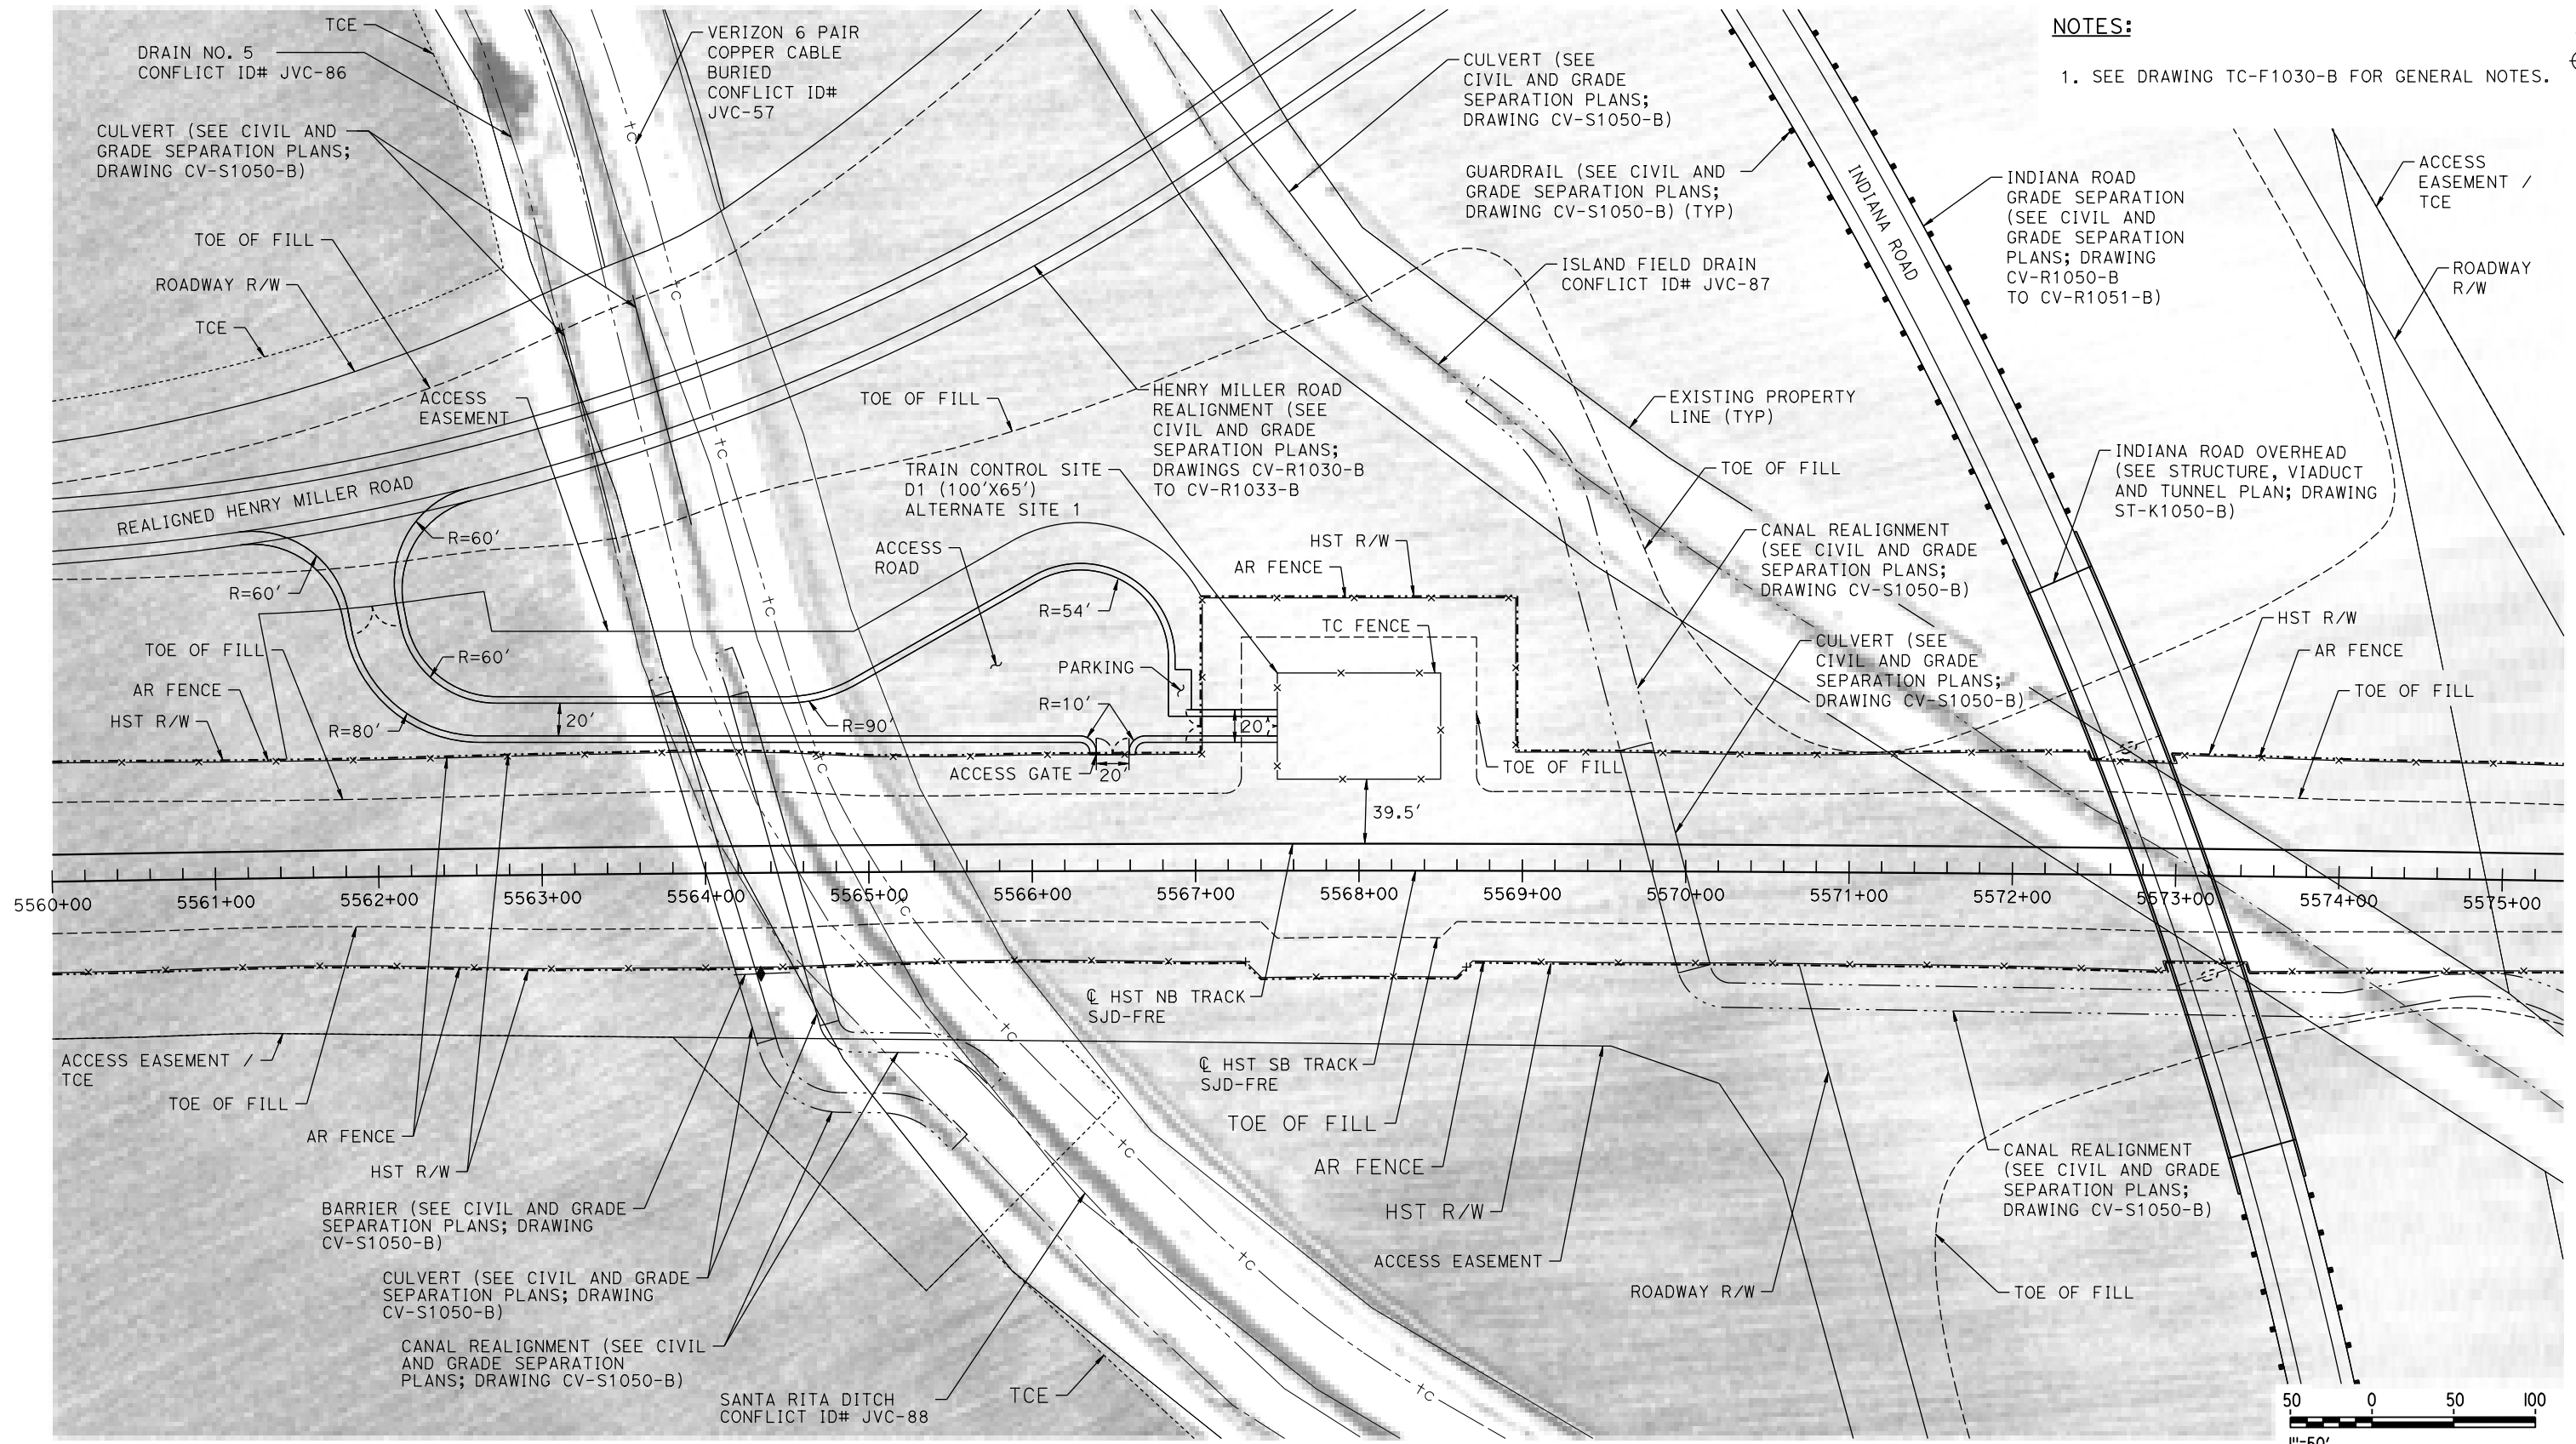 TCE
DRAIN NO. 5
CONFLICT ID# JVC-86
VERIZON 6 PAIR
COPPER CABLE
BURIED
CONFLICT ID#
JVC-57
CULVERT (SEE CIVIL AND
GRADE SEPARATION PLANS;
DRAWING CV-S1050-B)
TOE OF FILL
ROADWAY R/W
TCE
ACCESS
EASEMENT
REALIGNED HENRY MILLER ROAD
CULVERT (SEE
CIVIL AND GRADE
SEPARATION PLANS;
DRAWING CV-S1050-B)
GUARDRAIL (SEE CIVIL AND
GRADE SEPARATION PLANS;
DRAWING CV-S1050-B) (TYP)
ISLAND FIELD DRAIN
CONFLICT ID# JVC-87
INDIANA ROAD
NOTES:
1. SEE DRAWING TC-F1030-B FOR GENERAL NOTES.
INDIANA ROAD
GRADE SEPARATION
(SEE CIVIL AND
GRADE SEPARATION
PLANS; DRAWING
CV-R1050-B
TO CV-R1051-B)
ACCESS
EASEMENT /
TCE
ROADWAY
R/W
TOE OF FILL
HENRY MILLER ROAD
REALIGNMENT (SEE
CIVIL AND GRADE
SEPARATION PLANS;
DRAWINGS CV-R1030-B
TO CV-R1033-B
TRAIN CONTROL SITE
D1 (100'X65')
ALTERNATE SITE 1
EXISTING PROPERTY
LINE (TYP)
TOE OF FILL
INDIANA ROAD OVERHEAD
(SEE STRUCTURE, VIADUCT
AND TUNNEL PLAN; DRAWING
ST-K1050-B)
CANAL REALIGNMENT
(SEE CIVIL AND GRADE
SEPARATION PLANS;
DRAWING CV-S1050-B)
ACCESS
ROAD
HST R/W
AR FENCE
TC FENCE
PARKING
R=60'
R=60'
R=60'
R=54'
R=10'
R=80'
R=90'
20'
20'
20'
ACCESS GATE
TOE OF FILL
AR FENCE
HST R/W
CULVERT (SEE
CIVIL AND GRADE
SEPARATION PLANS;
DRAWING CV-S1050-B)
HST R/W
AR FENCE
TOE OF FILL
TOE OF FILL
39.5'
5560+00
5561+00
5562+00
5563+00
5564+00
5565+00
5566+00
5567+00
5568+00
5569+00
5570+00
5571+00
5572+00
5573+00
5574+00
5575+00
℄ HST NB TRACK
SJD-FRE
℄ HST SB TRACK
SJD-FRE
TOE OF FILL
AR FENCE
HST R/W
ACCESS EASEMENT
ROADWAY R/W
CANAL REALIGNMENT
(SEE CIVIL AND GRADE
SEPARATION PLANS;
DRAWING CV-S1050-B)
TOE OF FILL
ACCESS EASEMENT /
TCE
TOE OF FILL
AR FENCE
HST R/W
BARRIER (SEE CIVIL AND GRADE
SEPARATION PLANS; DRAWING
CV-S1050-B)
CULVERT (SEE CIVIL AND GRADE
SEPARATION PLANS; DRAWING
CV-S1050-B)
CANAL REALIGNMENT (SEE CIVIL
AND GRADE SEPARATION
PLANS; DRAWING CV-S1050-B)
SANTA RITA DITCH
CONFLICT ID# JVC-88
TCE
tc
tc
tc
tc
tc
tc
tc
tc
tc
tc
50 0 50 100
1"=50'